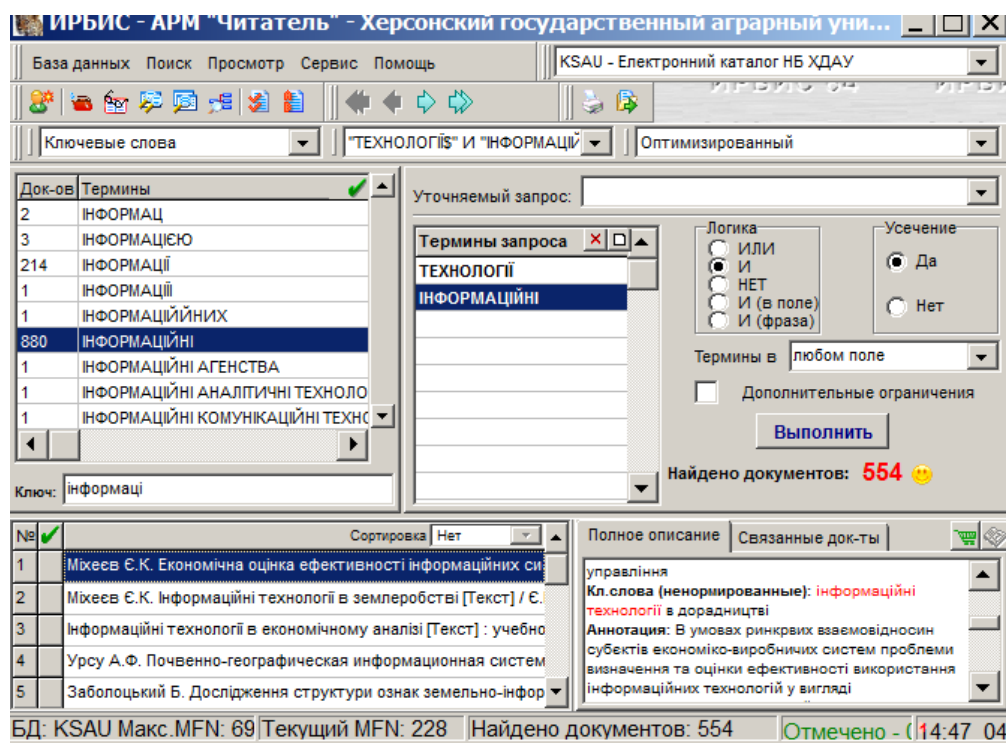 ИРБИС - АРМ "Читатель" - Херсонский государственный аграрный уни...
База данных Поиск Просмотр Сервис Помощь
KSAU - Електронний каталог НБ ХДАУ
Ключевые слова
"ТЕХНОЛОГІЇ$" И "ІНФОРМАЦІЙ
Оптимизированный
Док-ов Термины
2 ІНФОРМАЦ
3 ІНФОРМАЦІЄЮ
214 ІНФОРМАЦІЇ
1 ІНФОРМАЦІЇЇ
1 ІНФОРМАЦІЙЙНИХ
880 ІНФОРМАЦІЙНІ
1 ІНФОРМАЦІЙНІ АГЕНСТВА
1 ІНФОРМАЦІЙНІ АНАЛІТИЧНІ ТЕХНОЛО
1 ІНФОРМАЦІЙНІ КОМУНІКАЦІЙНІ ТЕХНО
Ключ: інформаці
Уточняемый запрос:
Термины запроса
ТЕХНОЛОГІЇ
ІНФОРМАЦІЙНІ
Логика
ИЛИ
И
НЕТ
И (в поле)
И (фраза)
Усечение
Да
Нет
Термины в любом поле
Дополнительные ограничения
Выполнить
Найдено документов: 554
№ Сортировка Нет
1 Міхеєв Є.К. Економічна оцінка ефективності інформаційних си
2 Міхеєв Є.К. Інформаційні технології в землеробстві [Текст] / Є.
3 Інформаційні технології в економічному аналізі [Текст] : учебно
4 Урсу А.Ф. Почвенно-географическая информационная систем
5 Заболоцький Б. Дослідження структури ознак земельно-інфор
Полное описание Связанные док-ты
управління
Кл.слова (ненормированные): інформаційні
технології в дорадництві
Аннотация: В умовах ринкрвих взаємовідносин
субєктів економіко-виробничих систем проблеми
визначення та оцінки ефективності використання
інформаційних технологій у вигляді
БД: KSAU Макс.MFN: 69 Текущий MFN: 228 Найдено документов: 554 Отмечено - ( 14:47 04